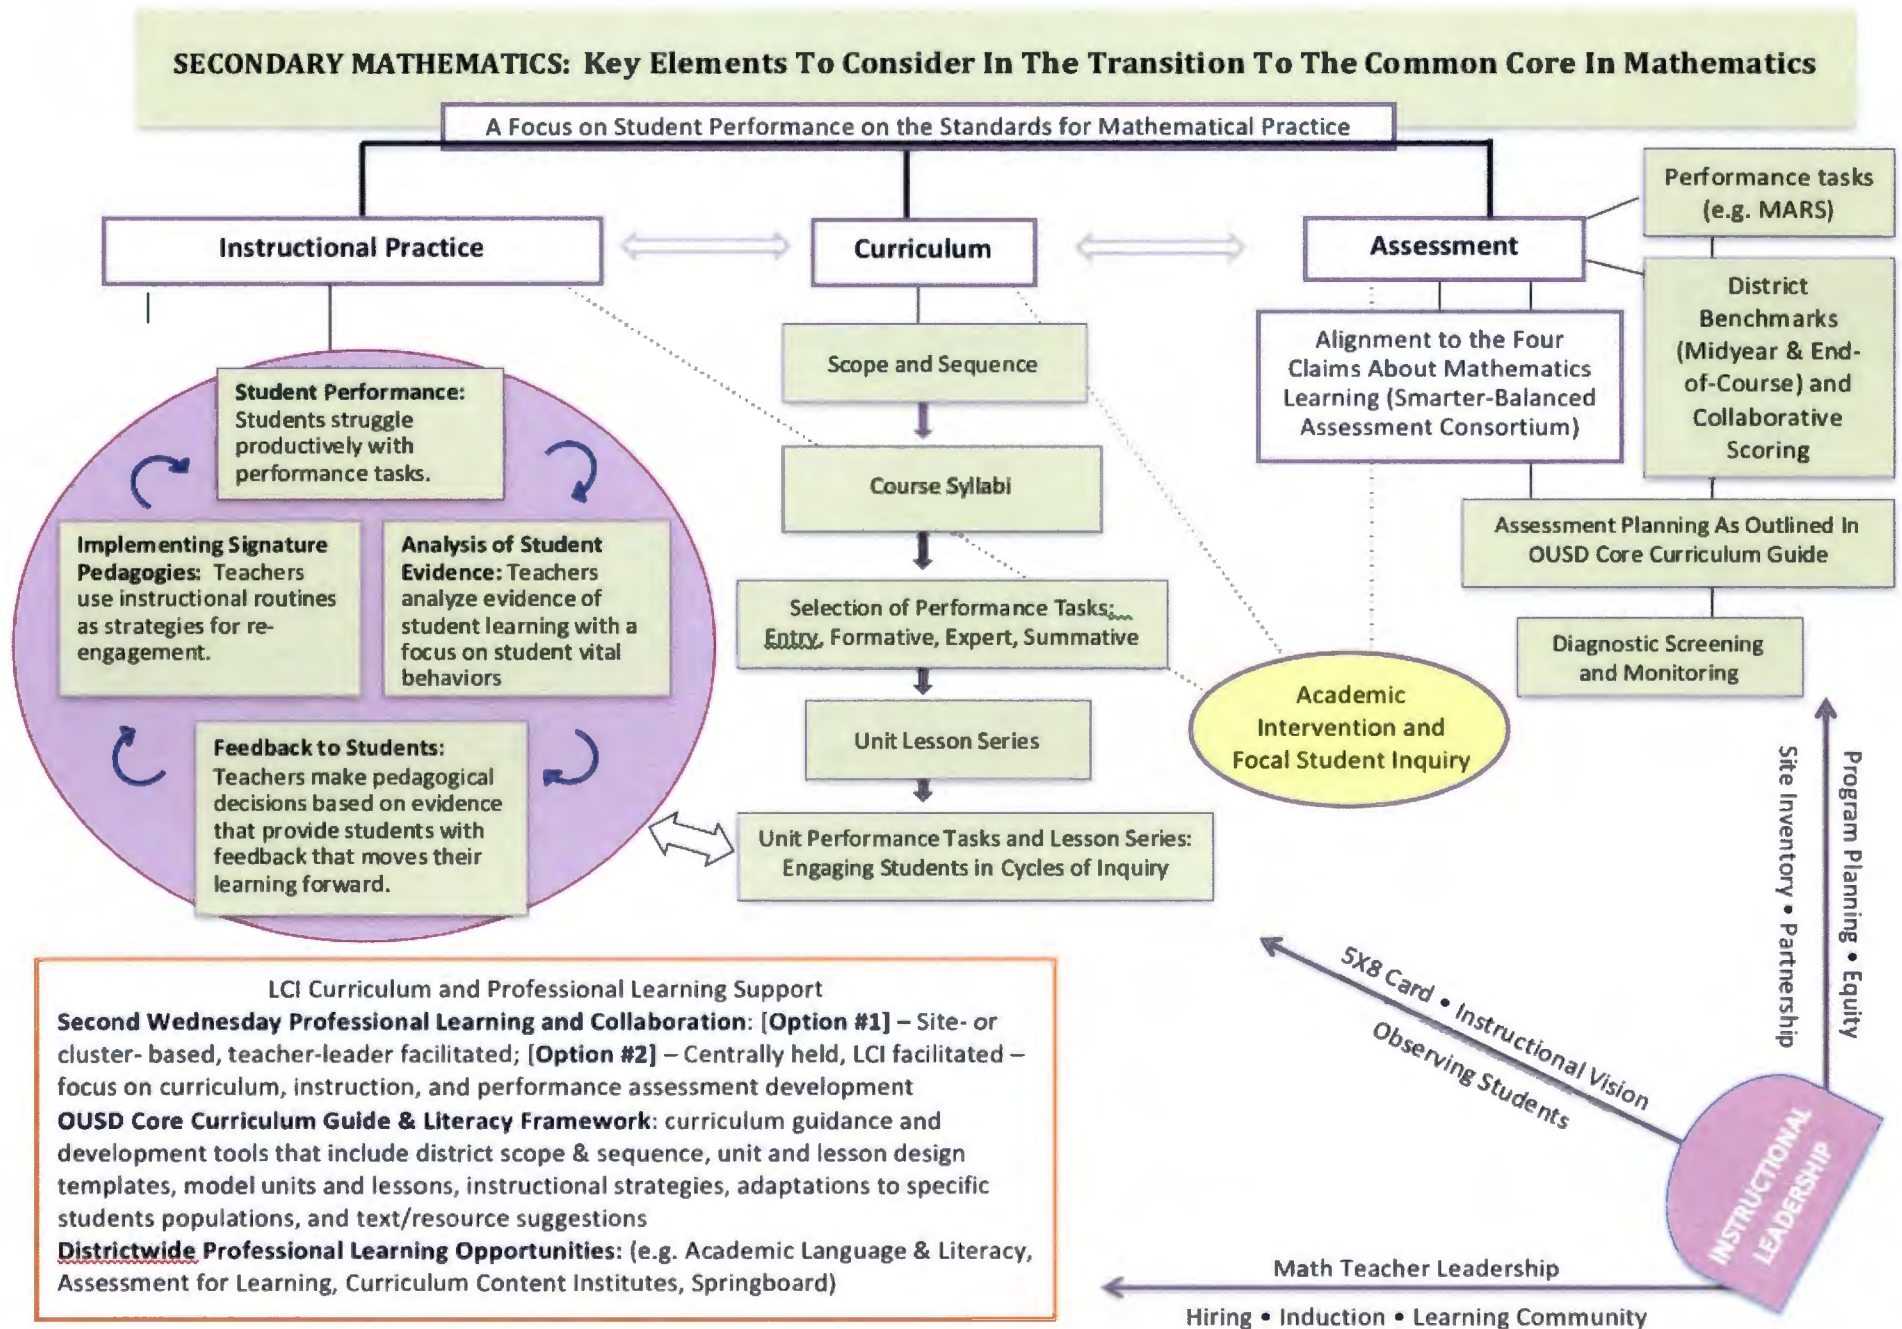 SECONDARY MATHEMATICS: Key Elements To Consider In The Transition To The Common Core In Mathematics
A Focus on Student Performance on the Standards for Mathematical Practice
Instructional Practice
Curriculum
Assessment
Performance tasks
(e.g. MARS)
District
Benchmarks
(Midyear & End-
of-Course) and
Collaborative
Scoring
Alignment to the Four
Claims About Mathematics
Learning (Smarter-Balanced
Assessment Consortium)
Assessment Planning As Outlined In
OUSD Core Curriculum Guide
Diagnostic Screening
and Monitoring
Student Performance:
Students struggle
productively with
performance tasks.
Implementing Signature
Pedagogies: Teachers
use instructional routines
as strategies for re-
engagement.
Analysis of Student
Evidence: Teachers
analyze evidence of
student learning with a
focus on student vital
behaviors
Feedback to Students:
Teachers make pedagogical
decisions based on evidence
that provide students with
feedback that moves their
learning forward.
Scope and Sequence
Course Syllabi
Selection of Performance Tasks:
Entry, Formative, Expert, Summative
Unit Lesson Series
Unit Performance Tasks and Lesson Series:
Engaging Students in Cycles of Inquiry
Academic
Intervention and
Focal Student Inquiry
Program Planning • Equity
Site Inventory • Partnership
5X8 Card • Instructional Vision
Observing Students
INSTRUCTIONAL
LEADERSHIP
Math Teacher Leadership
Hiring • Induction • Learning Community
LCI Curriculum and Professional Learning Support
Second Wednesday Professional Learning and Collaboration: [Option #1] – Site- or
cluster- based, teacher-leader facilitated; [Option #2] – Centrally held, LCI facilitated –
focus on curriculum, instruction, and performance assessment development
OUSD Core Curriculum Guide & Literacy Framework: curriculum guidance and
development tools that include district scope & sequence, unit and lesson design
templates, model units and lessons, instructional strategies, adaptations to specific
students populations, and text/resource suggestions
Districtwide Professional Learning Opportunities: (e.g. Academic Language & Literacy,
Assessment for Learning, Curriculum Content Institutes, Springboard)